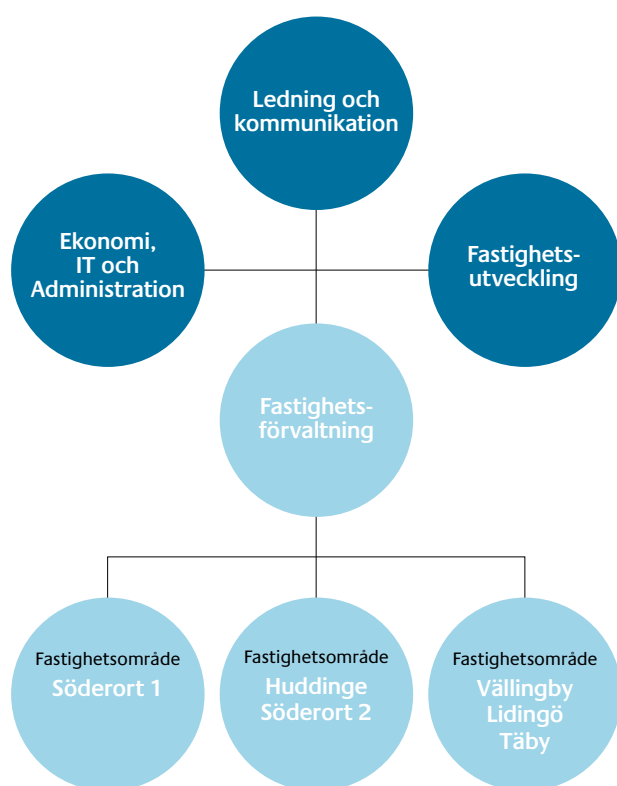 Ledning och
kommunikation
Ekonomi,
IT och
Administration
Fastighets-
utveckling
Fastighets-
förvaltning
Fastighetsområde
Söderort 1
Fastighetsområde
Huddinge
Söderort 2
Fastighetsområde
Vällingby
Lidingö
Täby